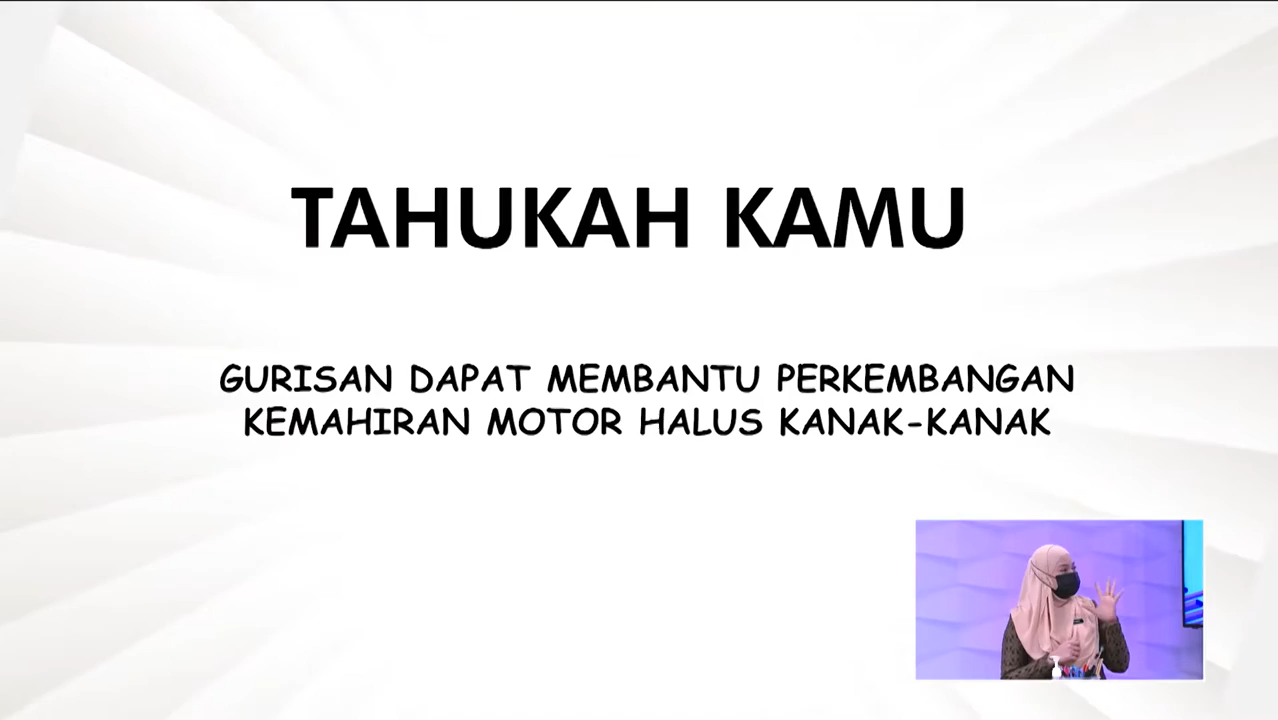 TAHUKAH KAMU
GURISAN DAPAT MEMBANTU PERKEMBANGAN
KEMAHIRAN MOTOR HALUS KANAK-KANAK